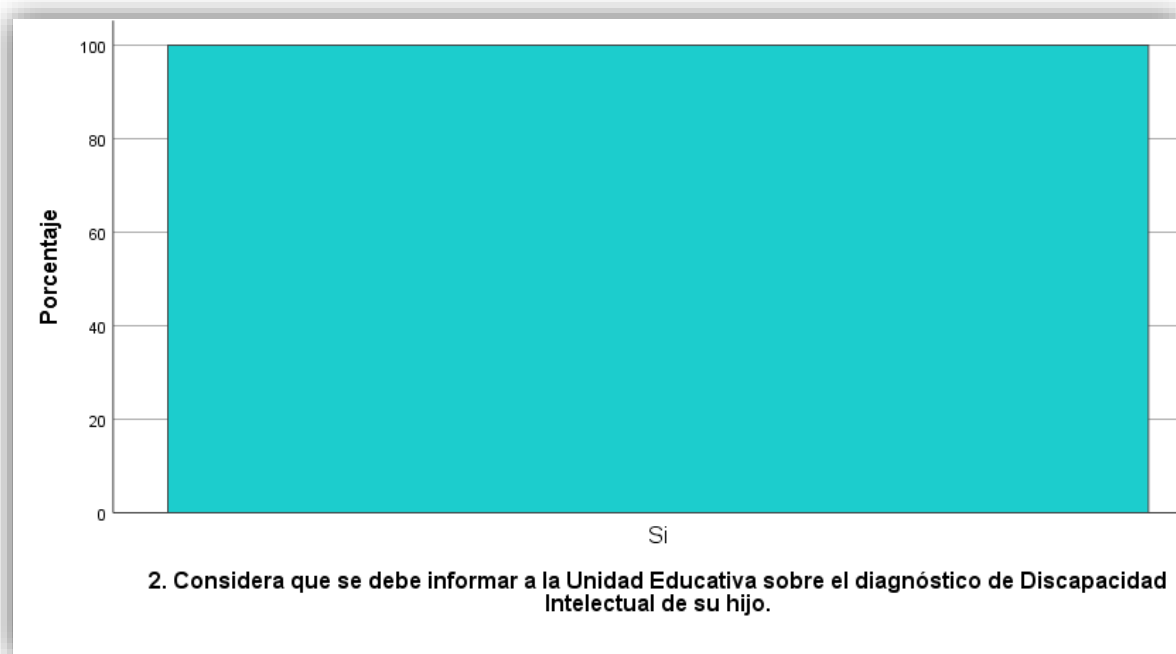 100
80
60
40
20
0
Porcentaje
Si
2. Considera que se debe informar a la Unidad Educativa sobre el diagnóstico de Discapacidad
Intelectual de su hijo.